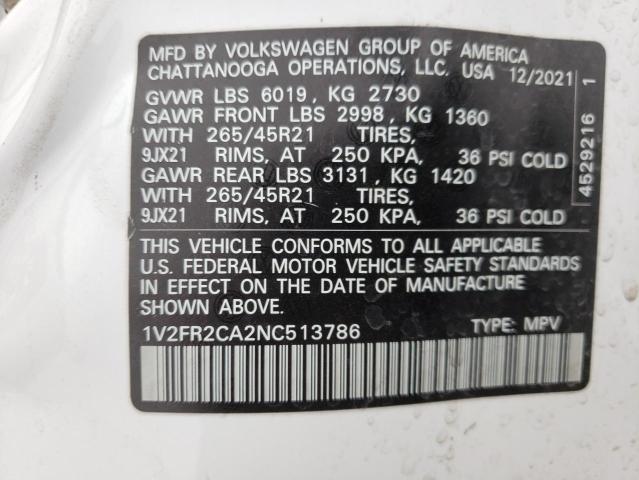 MFD BY VOLKSWAGEN GROUP OF AMERICA
CHATTANOOGA OPERATIONS, LLC. USA 12/2021
GVWR LBS 6019, KG 2730
GAWR FRONT LBS 2998, KG 1360
WITH 265/45R21 TIRES,
9JX21 RIMS, AT 250 KPA, 36 PSI COLD
GAWR REAR LBS 3131, KG 1420
WITH 265/45R21 TIRES,
9JX21 RIMS, AT 250 KPA, 36 PSI COLD
THIS VEHICLE CONFORMS TO ALL APPLICABLE
U.S. FEDERAL MOTOR VEHICLE SAFETY STANDARDS
IN EFFECT ON THE DATE OF MANUFACTURE
SHOWN ABOVE.
1V2FR2CA2NC513786 TYPE: MPV
4529216 1